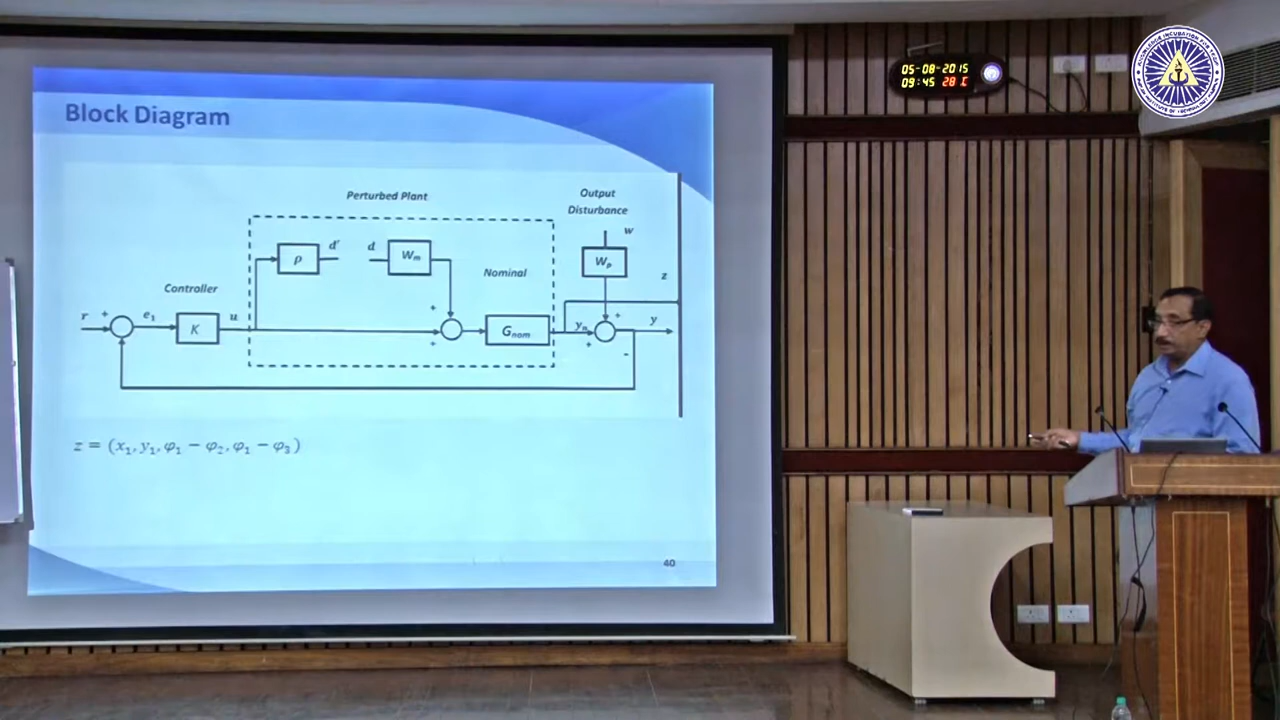 05-08-2015
09:45 28 C
Block Diagram
Perturbed Plant
Output
Disturbance
w
ρ
d'
d
Wₘ
Wₚ
Nominal
z
Controller
r
+
e₁
K
u
+
+
Gₙₒₘ
yₙ
+
+
y
-
z = (x₁, y₁, φ₁ − φ₂, φ₁ − φ₃)
40